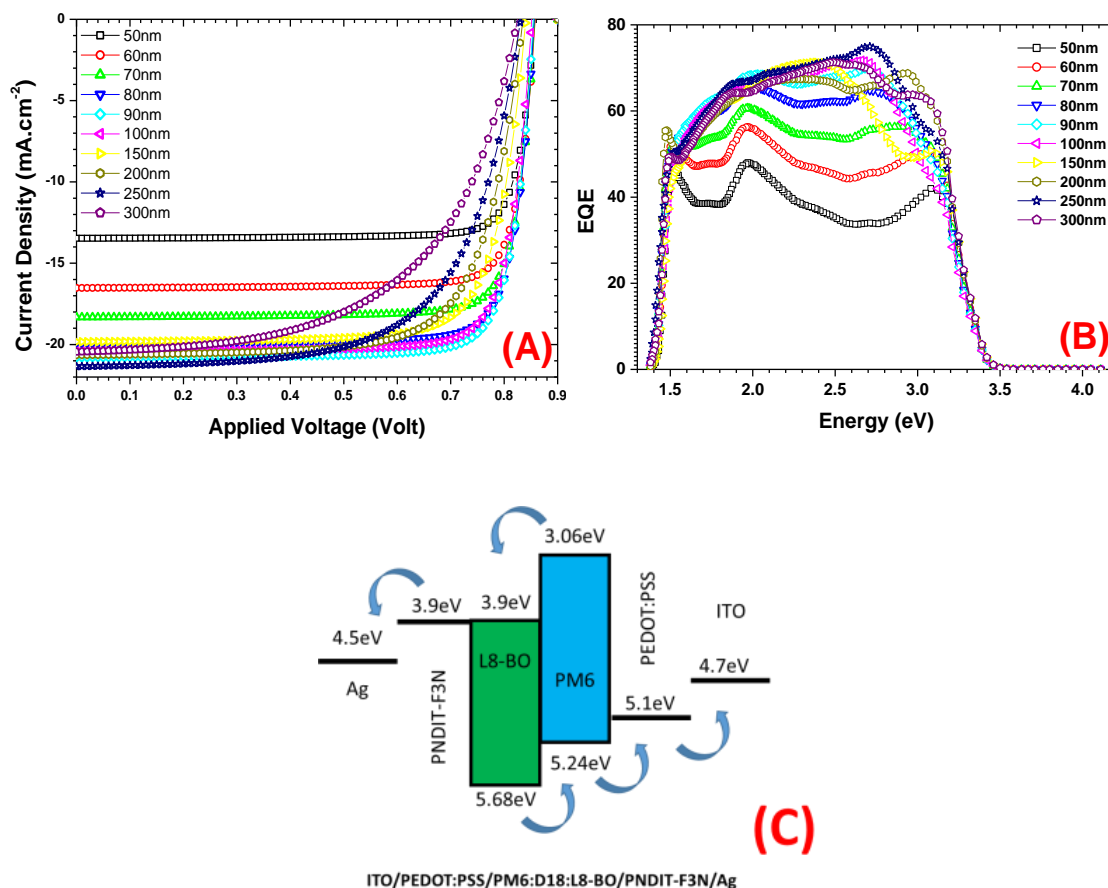 50nm
60nm
70nm
80nm
90nm
100nm
150nm
200nm
250nm
300nm
0
-5
-10
-15
-20
0.0 0.1 0.2 0.3 0.4 0.5 0.6 0.7 0.8 0.9
Current Density (mA.cm-2)
Applied Voltage (Volt)
(A)
80
60
40
20
0
1.5 2.0 2.5 3.0 3.5 4.0
EQE
Energy (eV)
50nm
60nm
70nm
80nm
90nm
100nm
150nm
200nm
250nm
300nm
(B)
3.06eV
3.9eV 3.9eV
4.5eV
Ag
PNDIT-F3N
L8-BO
PM6
PEDOT:PSS
ITO
4.7eV
5.1eV
5.24eV
5.68eV
(C)
ITO/PEDOT:PSS/PM6:D18:L8-BO/PNDIT-F3N/Ag